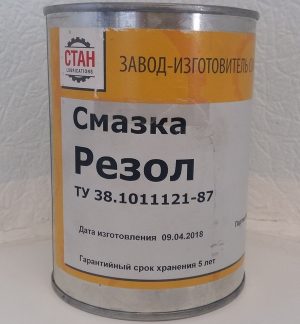 СТАН
LUBRICATIONS
ЗАВОД-ИЗГОТОВИТЕЛЬ
Смазка
Резол
ТУ 38.1011121-87
Дата изготовления 09.04.2018
Гарантийный срок хранения 5 лет